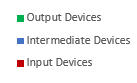 Output Devices
Intermediate Devices
Input Devices